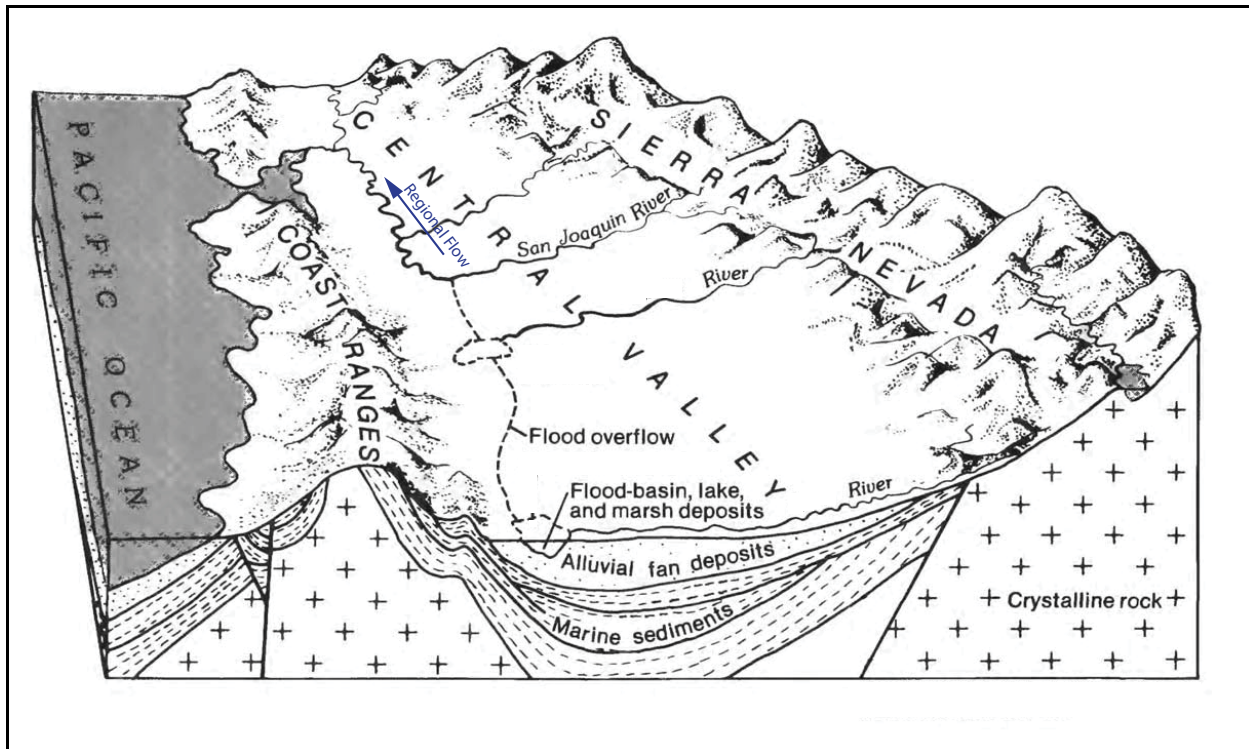 PACIFIC OCEAN
CENTRAL VALLEY
SIERRA NEVADA
Regional Flow
San Joaquin River
COAST RANGES
River
Flood overflow
River
Flood-basin, lake,
and marsh deposits
Alluvial fan deposits
Marine sediments
Crystalline rock